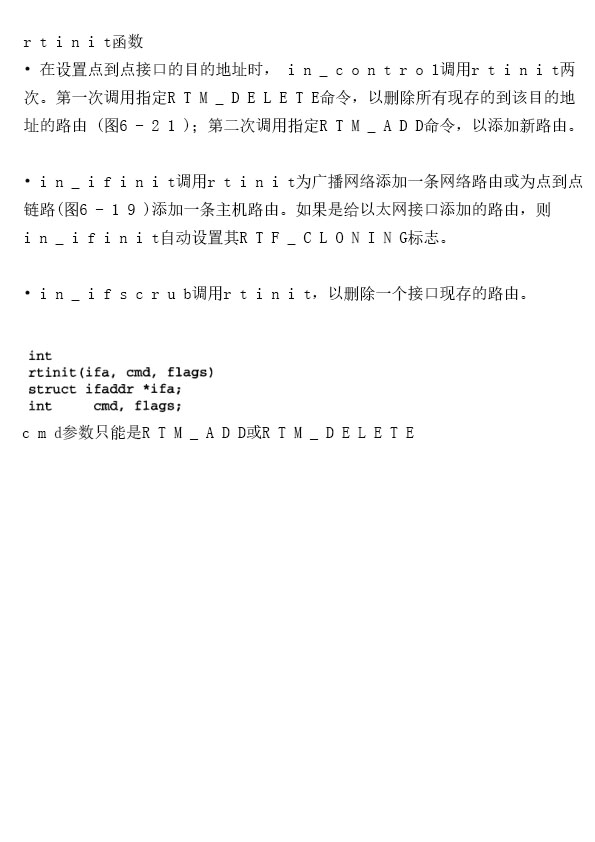 rtinit函数
• 在设置点到点接口的目的地址时， in_control调用rtinit两
次。第一次调用指定RTM_DELETE命令，以删除所有现存的到该目的地
址的路由 (图6-21)；第二次调用指定RTM_ADD命令，以添加新路由。
• in_ifinit调用rtinit为广播网络添加一条网络路由或为点到点
链路(图6-19)添加一条主机路由。如果是给以太网接口添加的路由，则
in_ifinit自动设置其RTF_CLONING标志。
• in_ifscrub调用rtinit，以删除一个接口现存的路由。
int
rtinit(ifa, cmd, flags)
struct ifaddr *ifa;
int     cmd, flags;
cmd参数只能是RTM_ADD或RTM_DELETE